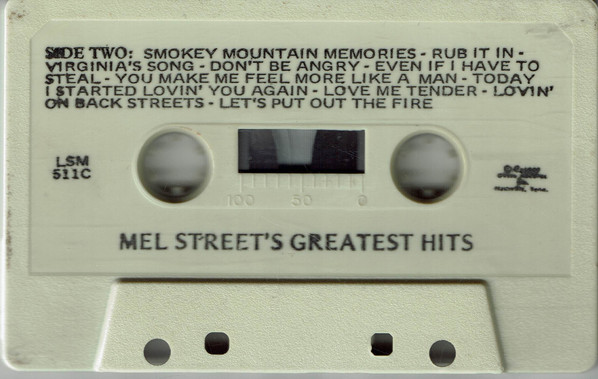 SIDE TWO: SMOKEY MOUNTAIN MEMORIES - RUB IT IN -
VIRGINIA'S SONG - DON'T BE ANGRY - EVEN IF I HAVE TO
STEAL - YOU MAKE ME FEEL MORE LIKE A MAN - TODAY
I STARTED LOVIN' YOU AGAIN - LOVE ME TENDER - LOVIN'
ON BACK STREETS - LET'S PUT OUT THE FIRE
LSM
511C
100 50 0
MEL STREET'S GREATEST HITS